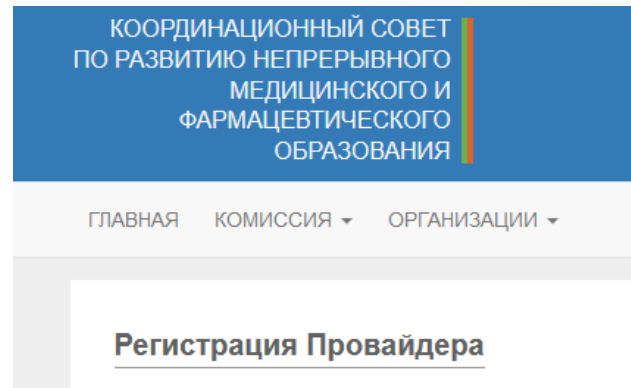 КООРДИНАЦИОННЫЙ СОВЕТ
ПО РАЗВИТИЮ НЕПРЕРЫВНОГО
МЕДИЦИНСКОГО И
ФАРМАЦЕВТИЧЕСКОГО
ОБРАЗОВАНИЯ
ГЛАВНАЯ КОМИССИЯ ОРГАНИЗАЦИИ
Регистрация Провайдера